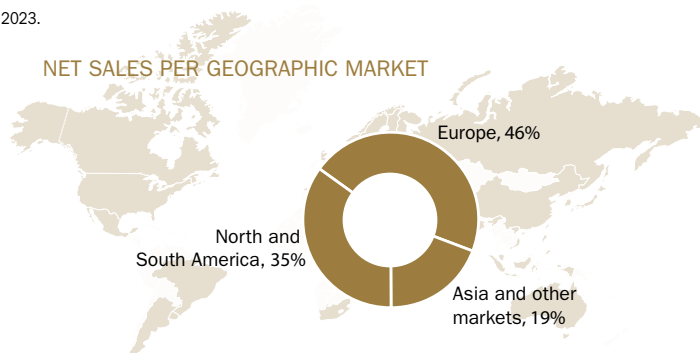 2023.
NET SALES PER GEOGRAPHIC MARKET
Europe, 46%
North and
South America, 35%
Asia and other
markets, 19%